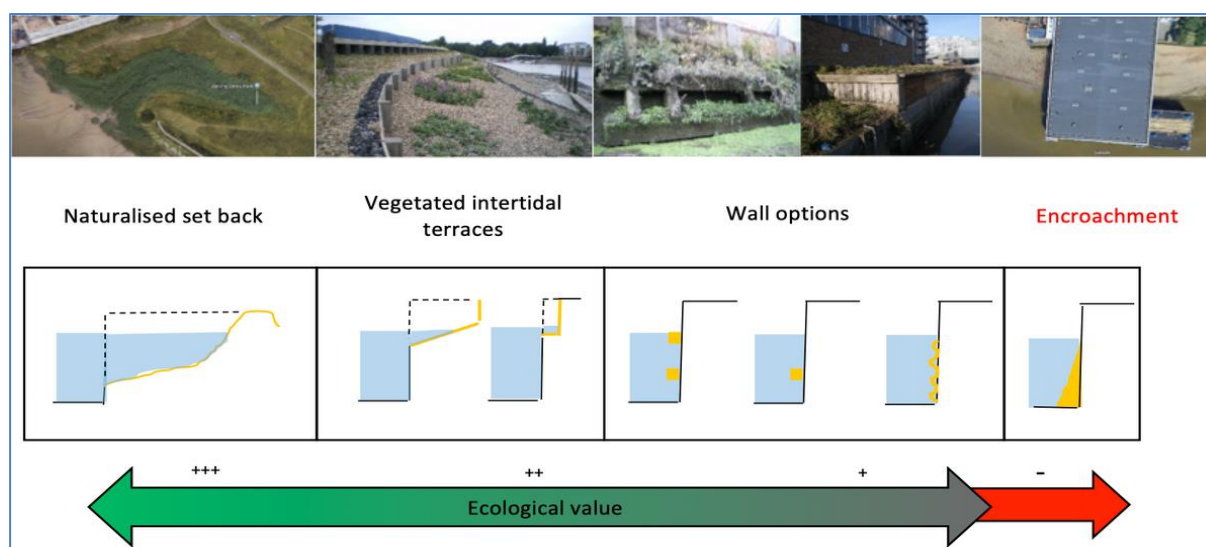 Naturalised set back
Vegetated intertidal
terraces
Wall options
Encroachment
+++
++
+
-
Ecological value